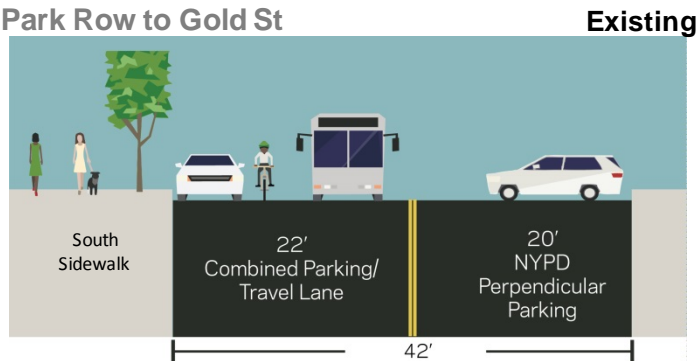 Park Row to Gold St
Existing
South
Sidewalk
22'
Combined Parking/
Travel Lane
20'
NYPD
Perpendicular
Parking
42'